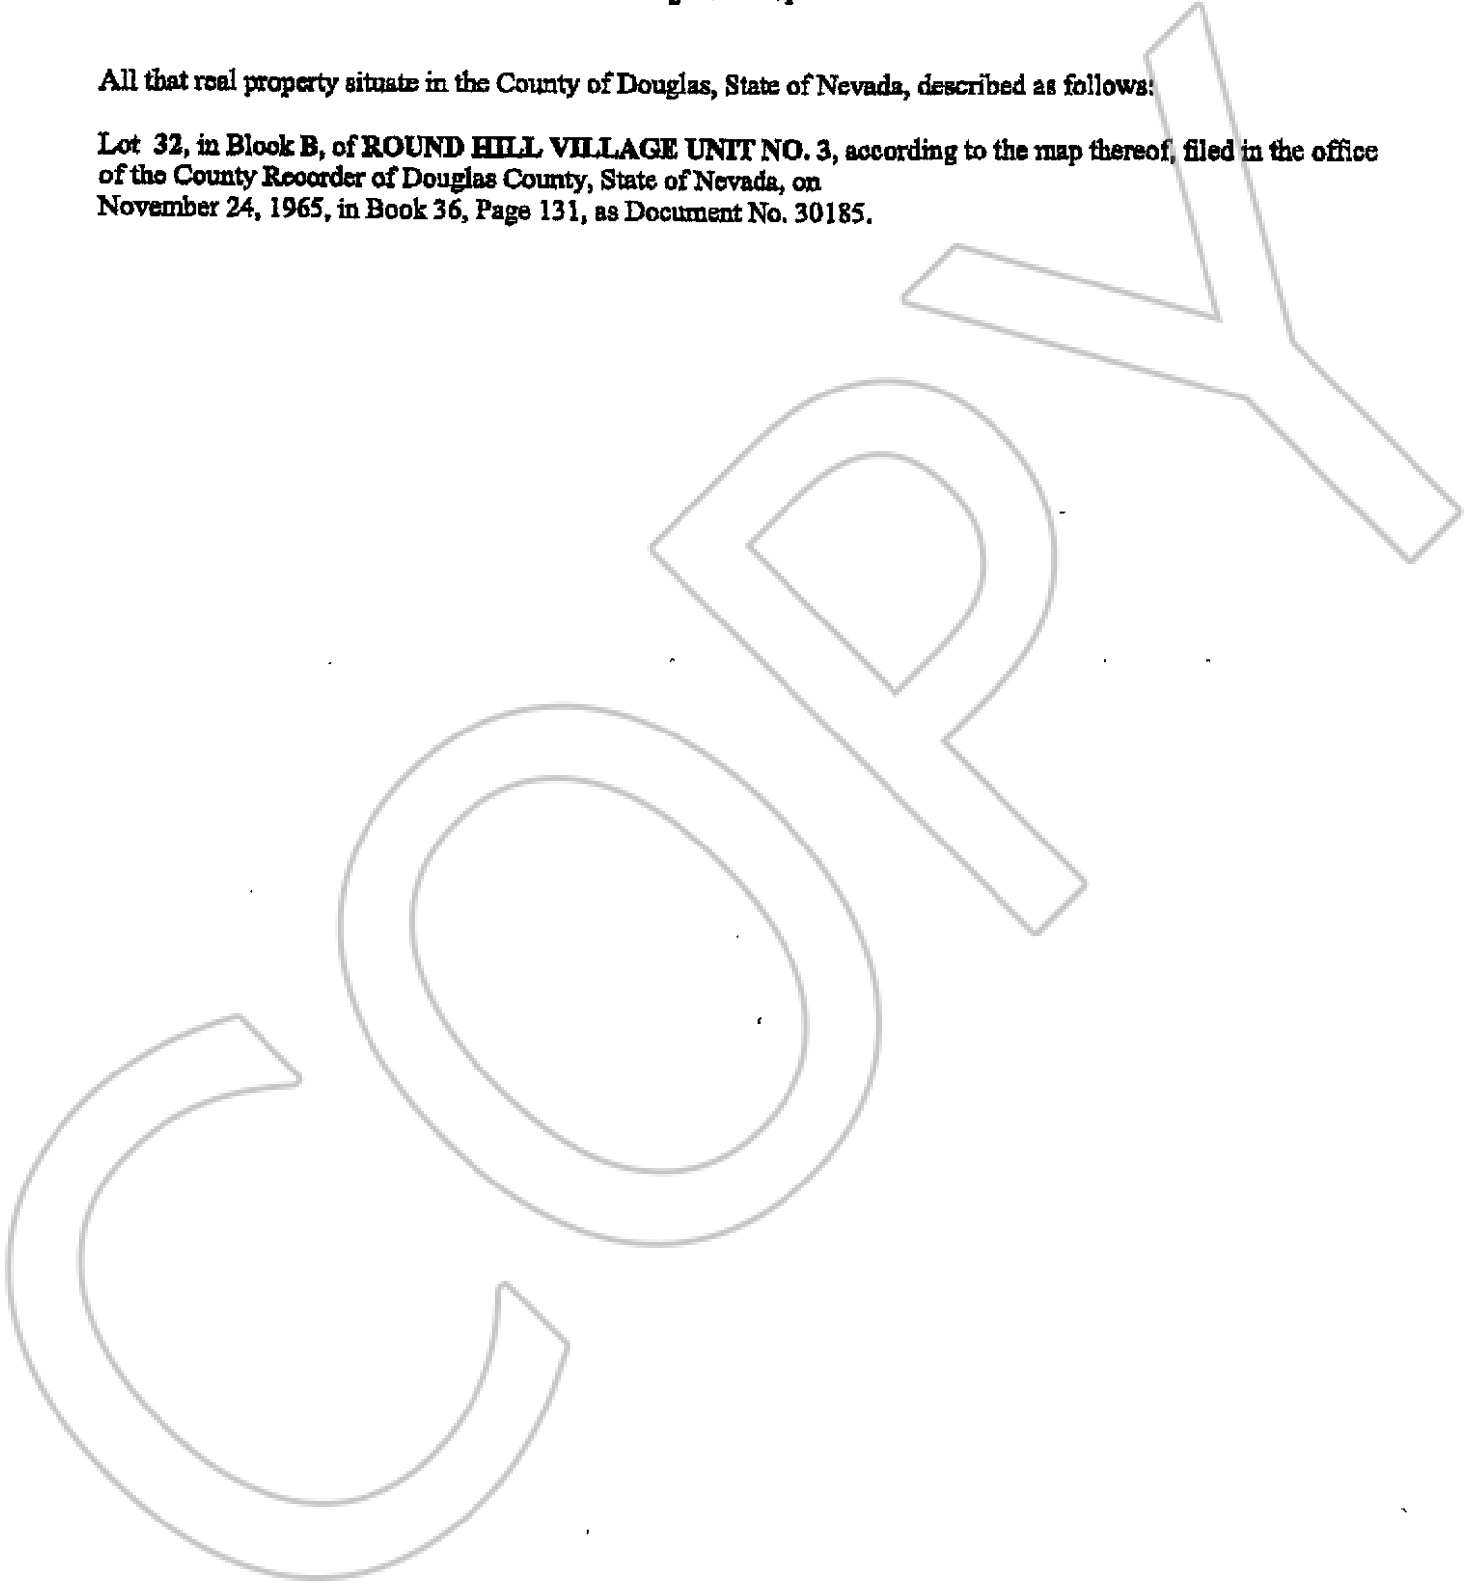 All that real property situate in the County of Douglas, State of Nevada, described as follows:
Lot 32, in Block B, of ROUND HILL VILLAGE UNIT NO. 3, according to the map thereof, filed in the office
of the County Recorder of Douglas County, State of Nevada, on
November 24, 1965, in Book 36, Page 131, as Document No. 30185.
COPY